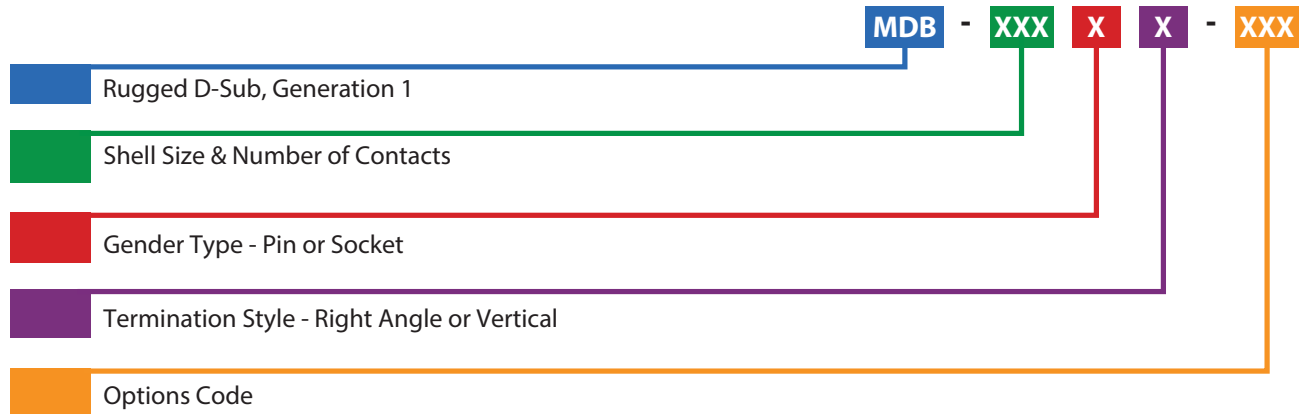 MDB - XXX X X - XXX
Rugged D-Sub, Generation 1
Shell Size & Number of Contacts
Gender Type - Pin or Socket
Termination Style - Right Angle or Vertical
Options Code